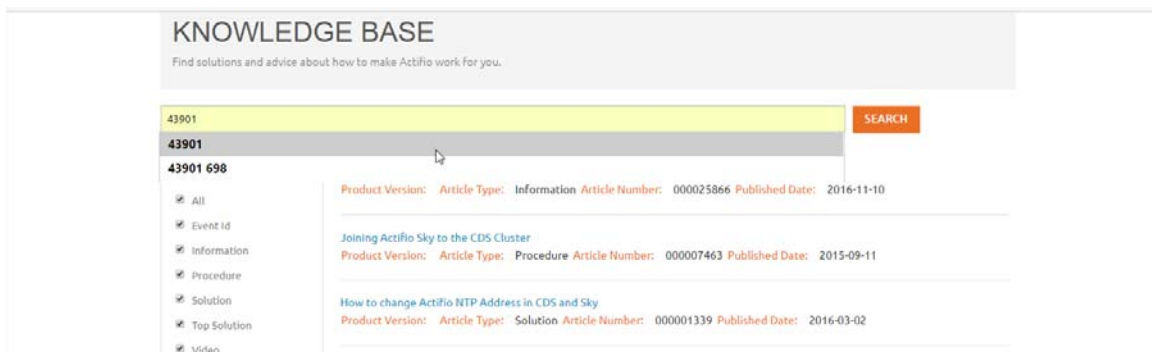 KNOWLEDGE BASE
Find solutions and advice about how to make Actifio work for you.
43901
SEARCH
43901
43901 698
All
Event Id
Information
Procedure
Solution
Top Solution
Video
Product Version: Article Type: Information Article Number: 000025866 Published Date: 2016-11-10
Joining Actifio Sky to the CDS Cluster
Product Version: Article Type: Procedure Article Number: 000007463 Published Date: 2015-09-11
How to change Actifio NTP Address in CDS and Sky
Product Version: Article Type: Solution Article Number: 000001339 Published Date: 2016-03-02